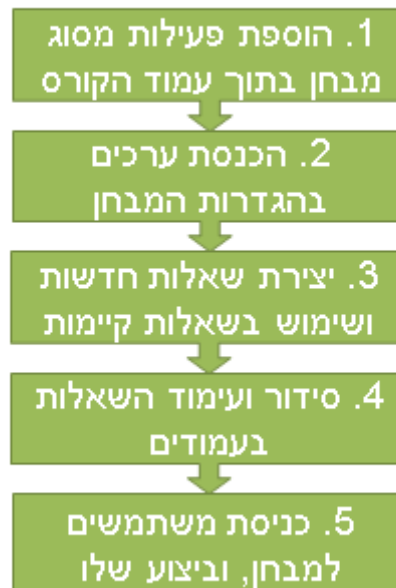 1. הוספת פעילות מסוג
מבחן בתוך עמוד הקורס
2. הכנסת ערכים
בהגדרות המבחן
3. יצירת שאלות חדשות
ושימוש בשאלות קיימות
4. סידור ועימוד השאלות
בעמודים
5. כניסת משתמשים
למבחן, וביצוע שלו